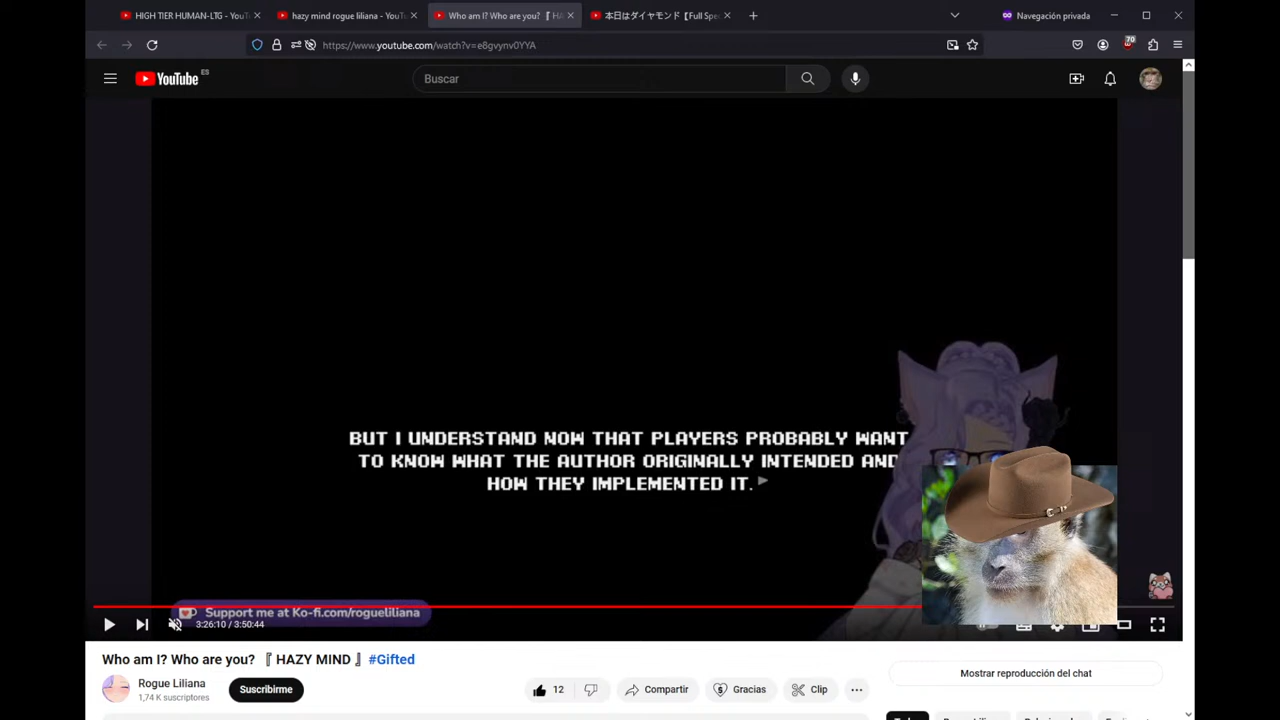 HIGH TIER HUMAN-LTG - YouT
hazy mind rogue liliana - YouTu
Who am I? Who are you? 『 HA
本日はダイヤモンド【Full Spec
Navegación privada
https://www.youtube.com/watch?v=e8gvynv0YYA
70
YouTube
ES
Buscar
BUT I UNDERSTAND NOW THAT PLAYERS PROBABLY WANT
TO KNOW WHAT THE AUTHOR ORIGINALLY INTENDED AND
HOW THEY IMPLEMENTED IT.
Support me at Ko-fi.com/rogueliliana
3:26:10 / 3:50:44
Who am I? Who are you? 『 HAZY MIND 』 #Gifted
Rogue Liliana
1,74 K suscriptores
Suscribirme
12
Compartir
Gracias
Clip
Mostrar reproducción del chat